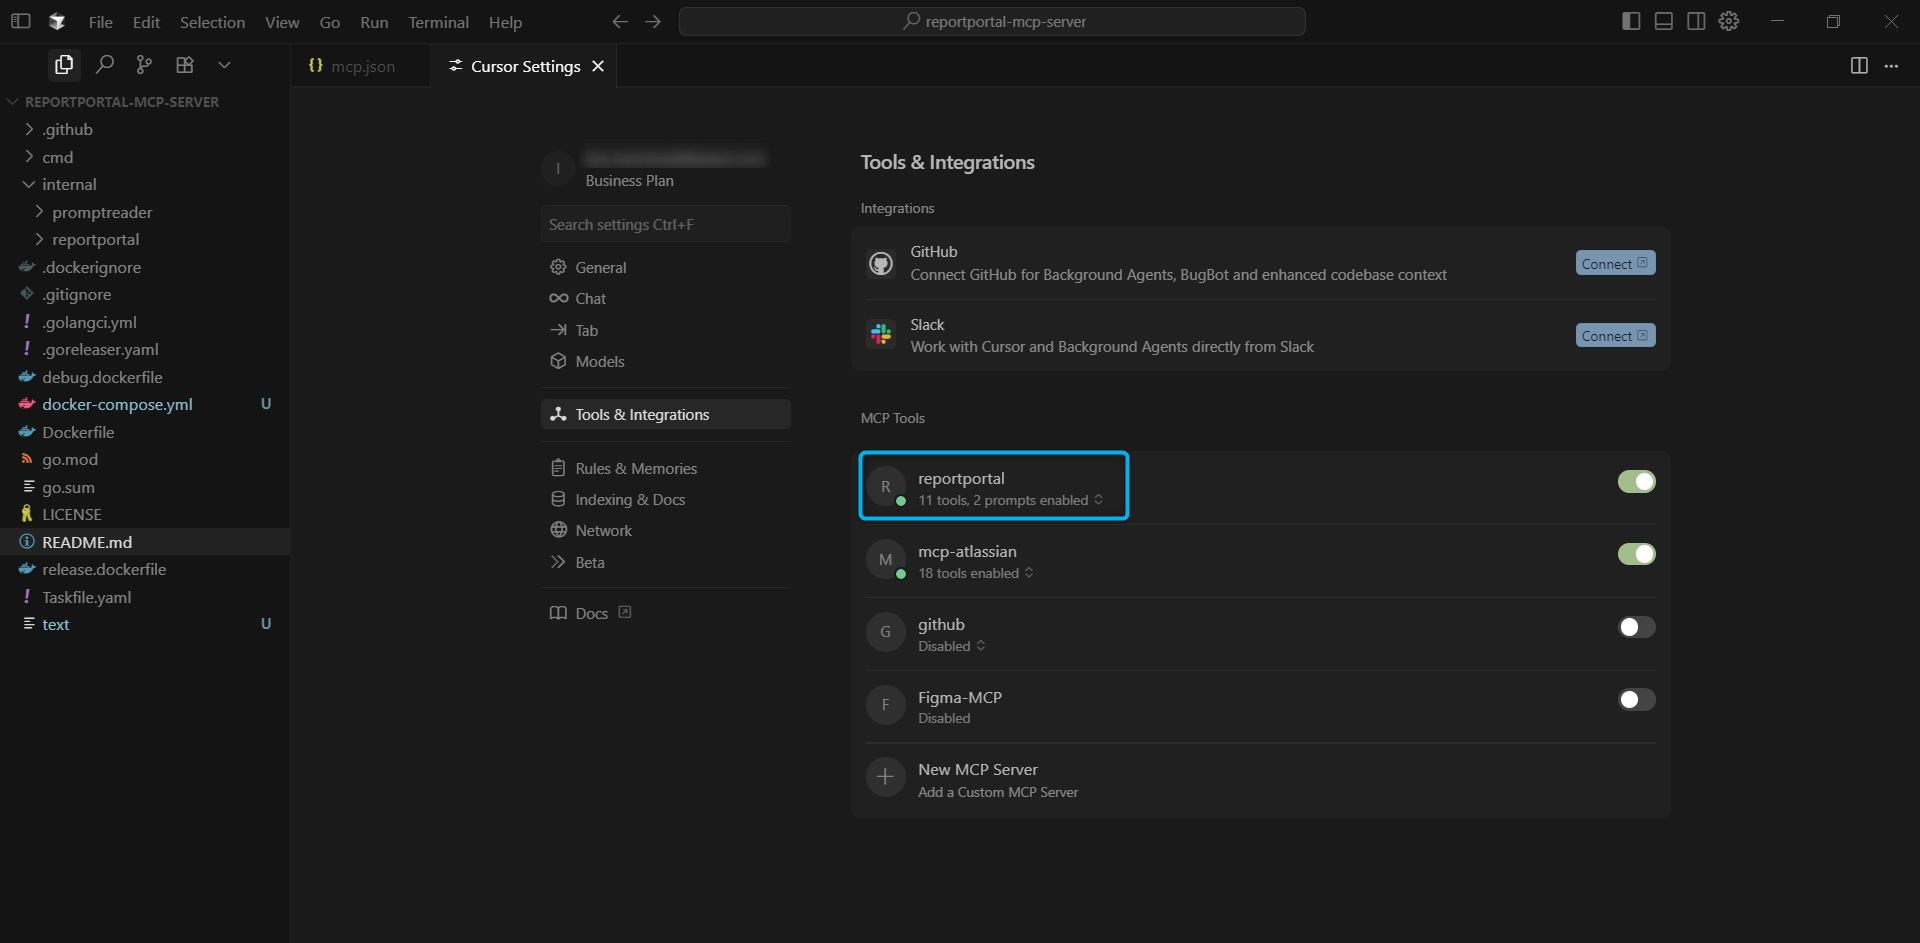 File Edit Selection View Go Run Terminal Help
reportportal-mcp-server
{} mcp.json
Cursor Settings
REPORTPORTAL-MCP-SERVER
.github
cmd
internal
promptreader
reportportal
.dockerignore
.gitignore
! .golangci.yml
! .goreleaser.yaml
debug.dockerfile
docker-compose.yml U
Dockerfile
go.mod
go.sum
LICENSE
README.md
release.dockerfile
! Taskfile.yaml
text U
I
Business Plan
Search settings Ctrl+F
General
Chat
Tab
Models
Tools & Integrations
Rules & Memories
Indexing & Docs
Network
Beta
Docs
Tools & Integrations
Integrations
GitHub
Connect GitHub for Background Agents, BugBot and enhanced codebase context
Connect
Slack
Work with Cursor and Background Agents directly from Slack
Connect
MCP Tools
R
reportportal
11 tools, 2 prompts enabled
M
mcp-atlassian
18 tools enabled
G
github
Disabled
F
Figma-MCP
Disabled
New MCP Server
Add a Custom MCP Server